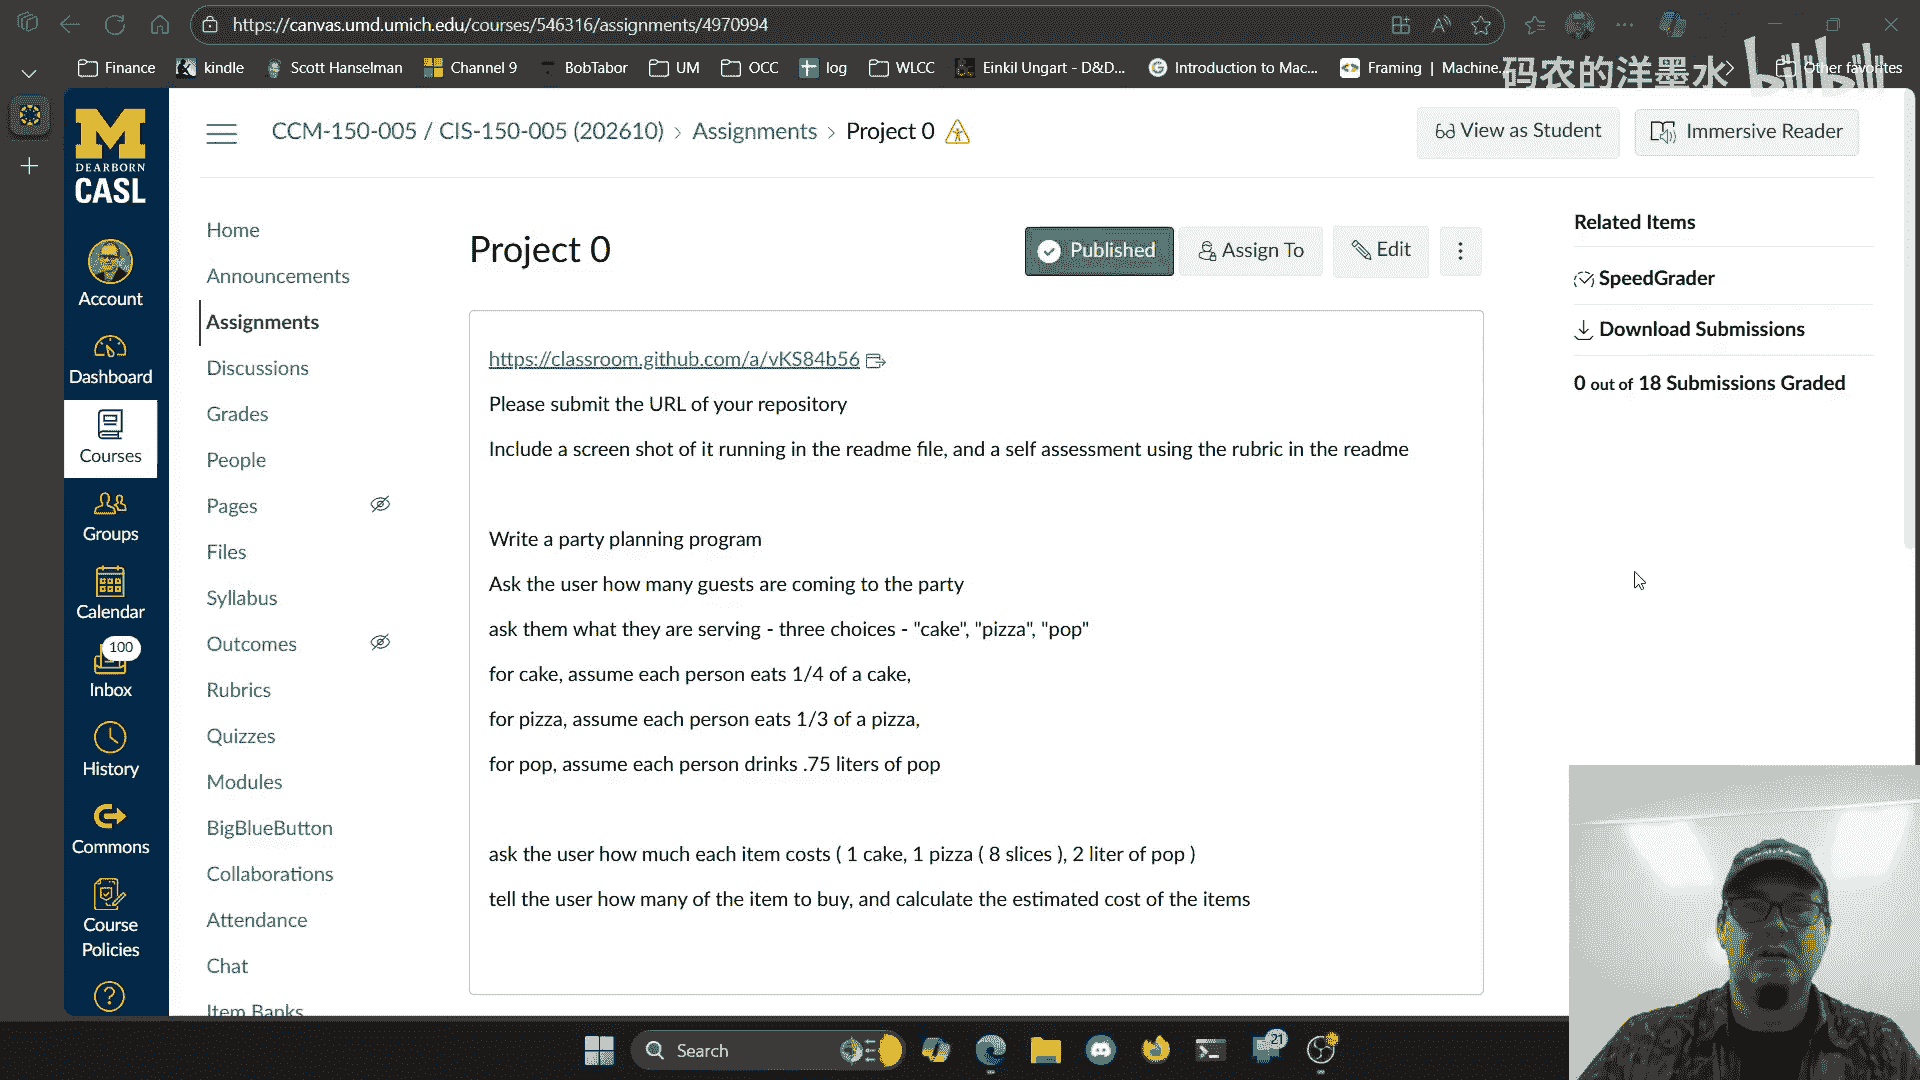 https://canvas.umd.umich.edu/courses/546316/assignments/4970994
Finance
kindle
Scott Hanselman
Channel 9
BobTabor
UM
OCC
log
WLCC
Einkil Ungart - D&D...
Introduction to Mac...
Framing | Machine...
Other favorites
码农的洋墨水
bilibili
M
DEARBORN
CASL
CCM-150-005 / CIS-150-005 (202610) › Assignments › Project 0
View as Student
Immersive Reader
Account
Dashboard
Courses
Groups
Calendar
100
Inbox
History
Commons
Course
Policies
Home
Announcements
Assignments
Discussions
Grades
People
Pages
Files
Syllabus
Outcomes
Rubrics
Quizzes
Modules
BigBlueButton
Collaborations
Attendance
Chat
Item Banks
Project 0
Published
Assign To
Edit
https://classroom.github.com/a/vKS84b56
Please submit the URL of your repository
Include a screen shot of it running in the readme file, and a self assessment using the rubric in the readme
Write a party planning program
Ask the user how many guests are coming to the party
ask them what they are serving - three choices - "cake", "pizza", "pop"
for cake, assume each person eats 1/4 of a cake,
for pizza, assume each person eats 1/3 of a pizza,
for pop, assume each person drinks .75 liters of pop
ask the user how much each item costs ( 1 cake, 1 pizza ( 8 slices ), 2 liter of pop )
tell the user how many of the item to buy, and calculate the estimated cost of the items
Related Items
SpeedGrader
Download Submissions
0 out of 18 Submissions Graded
Search
21